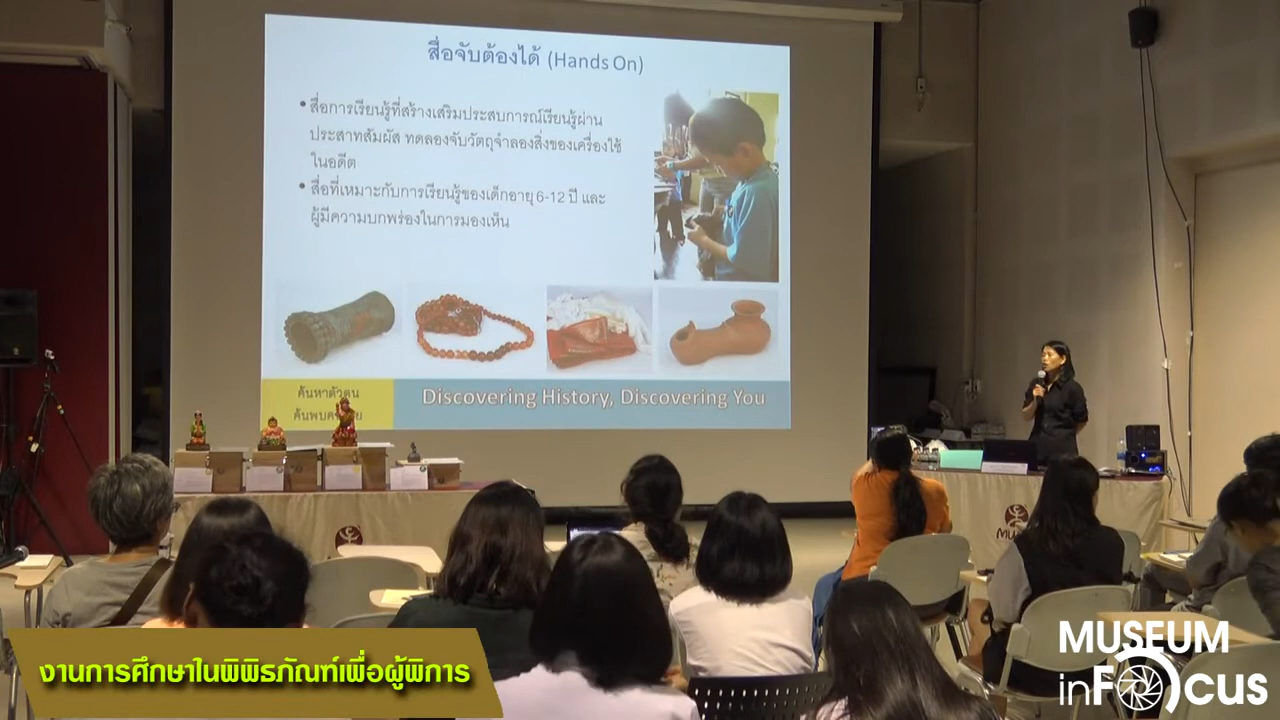 สื่อจับต้องได้ (Hands On)
• สื่อการเรียนรู้ที่สร้างเสริมประสบการณ์เรียนรู้ผ่าน
ประสาทสัมผัส ทดลองจับวัตถุจำลองสิ่งของเครื่องใช้
ในอดีต
• สื่อที่เหมาะกับการเรียนรู้ของเด็กอายุ 6-12 ปี และ
ผู้มีความบกพร่องในการมองเห็น
ค้นหาตัวตน
ค้นพบ
Discovering History, Discovering You
งานการศึกษาในพิพิธภัณฑ์เพื่อผู้พิการ
MUSEUM
inFOCUS